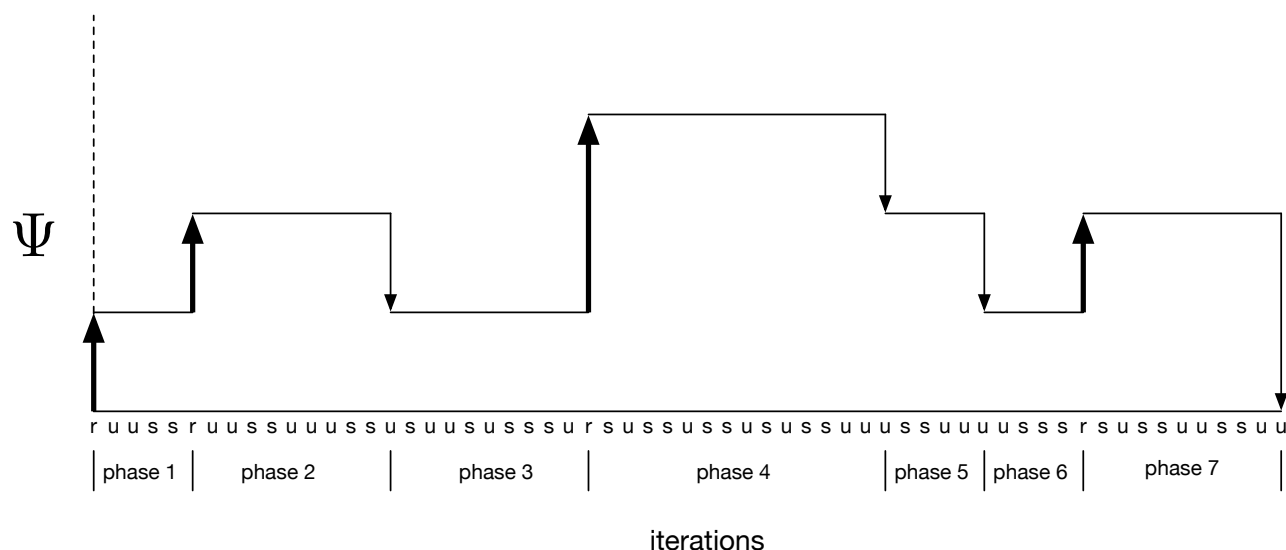 Ψ
r u u s s r u u s s u u u s s u s u u s u s s s u r s u s s u s s u s u s s u u u s s u u u u s s s r s u s s u u s s u u
phase 1 phase 2 phase 3 phase 4 phase 5 phase 6 phase 7
iterations